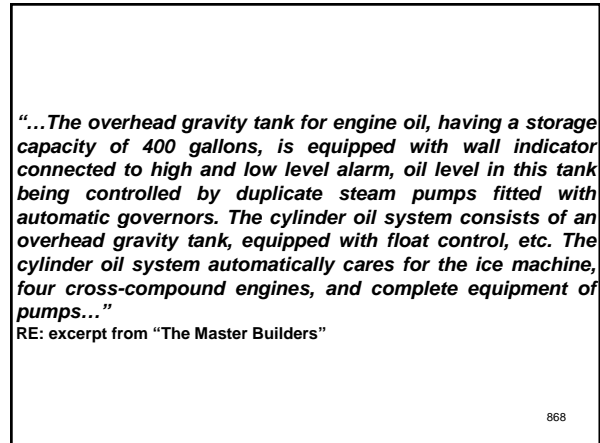 “…The overhead gravity tank for engine oil, having a storage
capacity of 400 gallons, is equipped with wall indicator
connected to high and low level alarm, oil level in this tank
being controlled by duplicate steam pumps fitted with
automatic governors. The cylinder oil system consists of an
overhead gravity tank, equipped with float control, etc. The
cylinder oil system automatically cares for the ice machine,
four cross-compound engines, and complete equipment of
pumps…”
RE: excerpt from “The Master Builders”
868